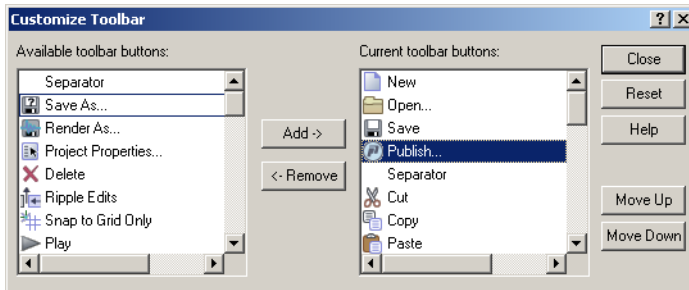 Customize Toolbar
Available toolbar buttons:
Separator
Save As...
Render As...
Project Properties...
Delete
Ripple Edits
Snap to Grid Only
Play
Add ->
<- Remove
Current toolbar buttons:
New
Open...
Save
Publish...
Separator
Cut
Copy
Paste
Close
Reset
Help
Move Up
Move Down